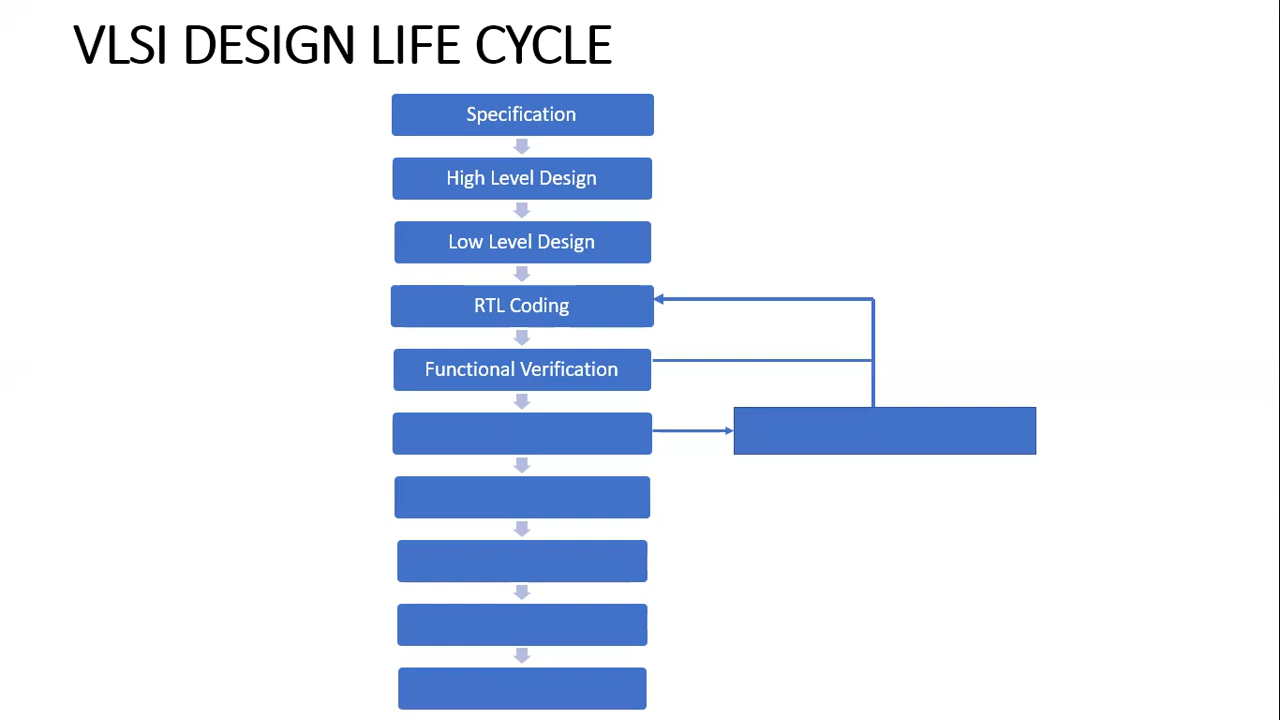 VLSI DESIGN LIFE CYCLE
Specification
High Level Design
Low Level Design
RTL Coding
Functional Verification